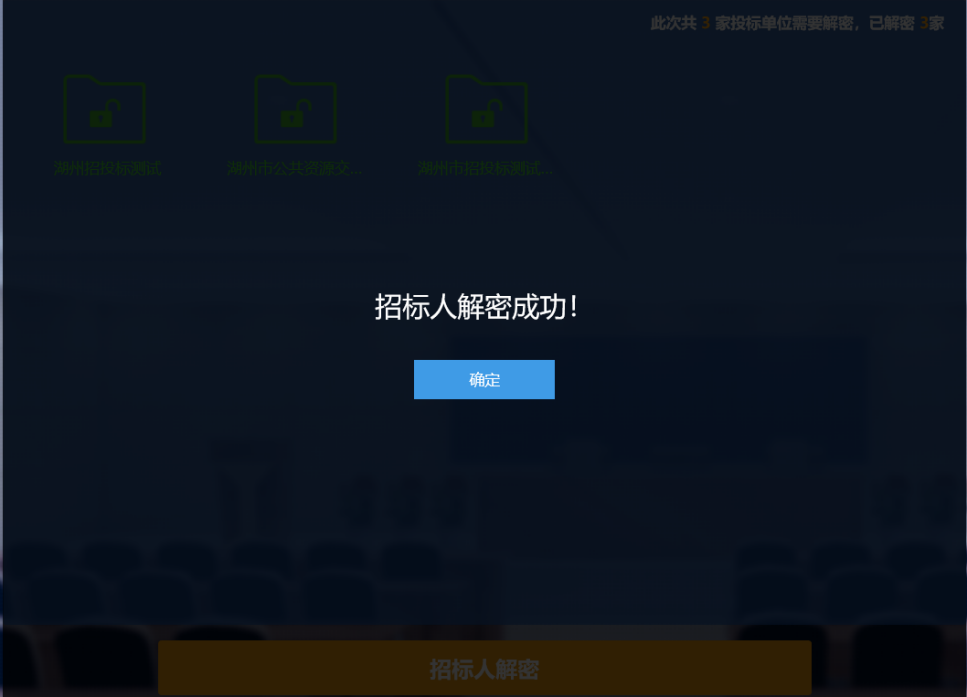 此次共 3 家投标单位需要解密，已解密 3家
湖州招投标测试
湖州市公共资源交...
湖州市招投标测试...
招标人解密成功！
确定
招标人解密